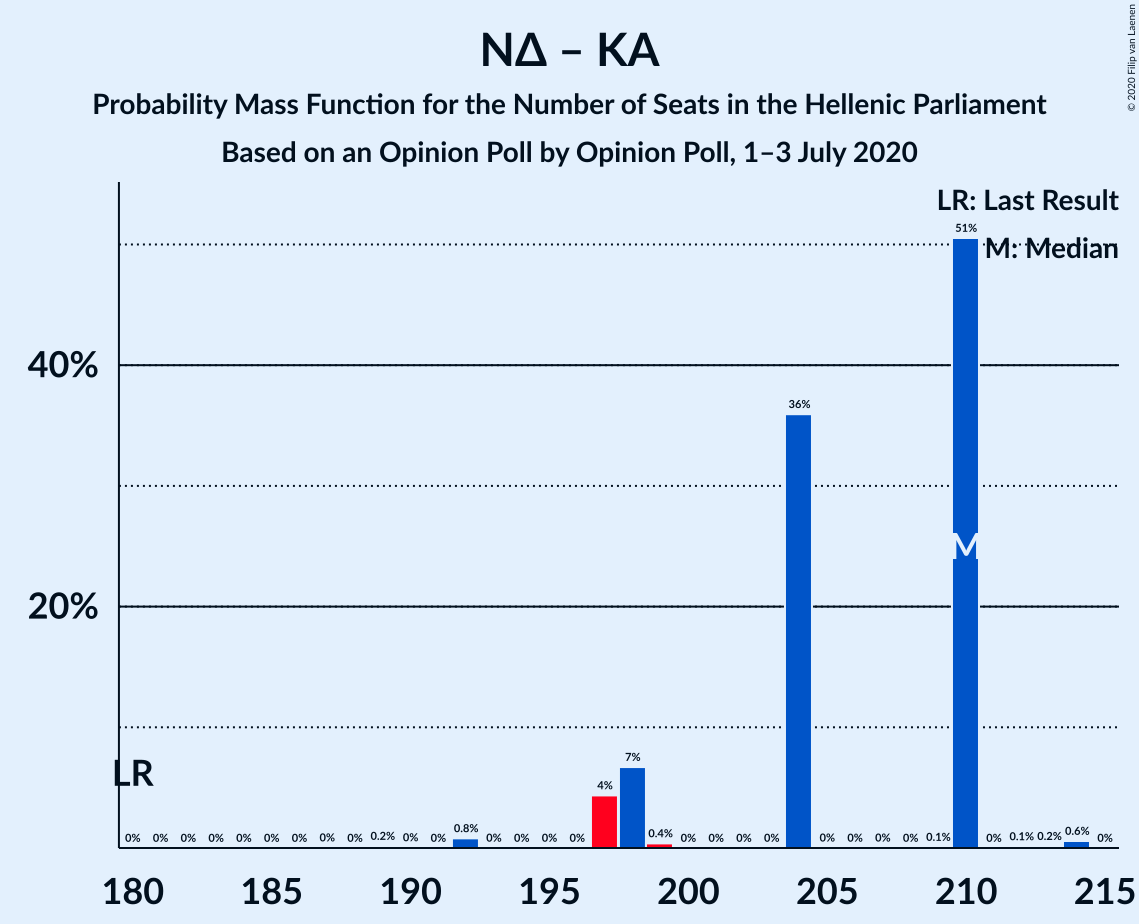 © 2020 Filip van Laenen
ΝΔ – ΚΑ
Probability Mass Function for the Number of Seats in the Hellenic Parliament
Based on an Opinion Poll by Opinion Poll, 1–3 July 2020
LR: Last Result
M: Median
40%
20%
51%
36%
M
LR
0% 0% 0% 0% 0% 0% 0% 0% 0% 0.2% 0% 0% 0.8% 0% 0% 0% 0% 4% 7% 0.4% 0% 0% 0% 0% 0% 0% 0% 0% 0.1% 0% 0.1% 0.2% 0.6% 0%
180 185 190 195 200 205 210 215